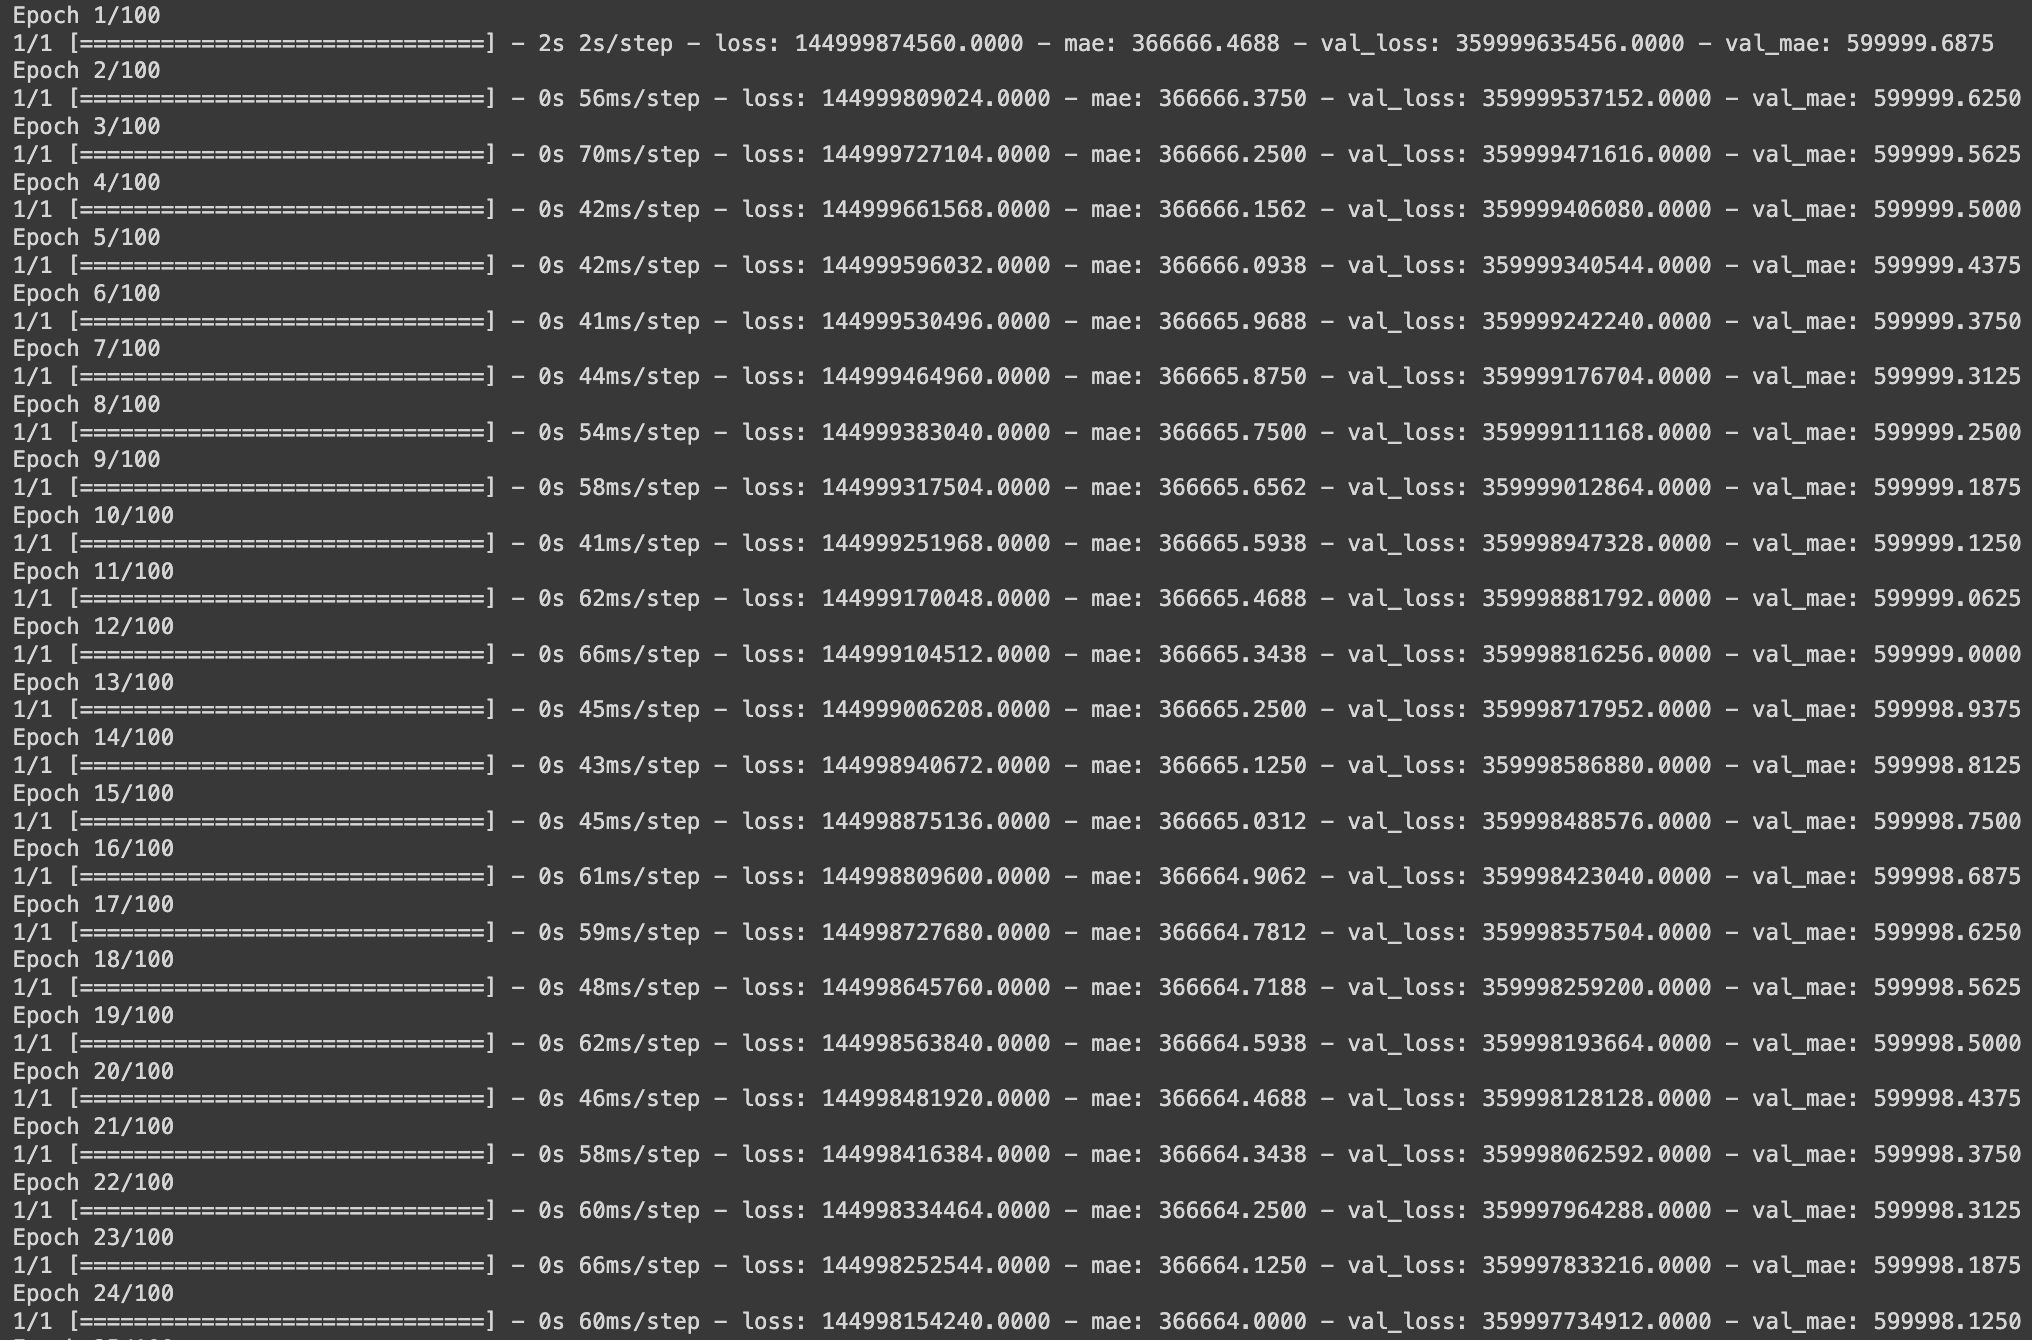 Epoch 1/100
1/1 [==============================] - 2s 2s/step - loss: 144999874560.0000 - mae: 366666.4688 - val_loss: 359999635456.0000 - val_mae: 599999.6875
Epoch 2/100
1/1 [==============================] - 0s 56ms/step - loss: 144999809024.0000 - mae: 366666.3750 - val_loss: 359999537152.0000 - val_mae: 599999.6250
Epoch 3/100
1/1 [==============================] - 0s 70ms/step - loss: 144999727104.0000 - mae: 366666.2500 - val_loss: 359999471616.0000 - val_mae: 599999.5625
Epoch 4/100
1/1 [==============================] - 0s 42ms/step - loss: 144999661568.0000 - mae: 366666.1562 - val_loss: 359999406080.0000 - val_mae: 599999.5000
Epoch 5/100
1/1 [==============================] - 0s 42ms/step - loss: 144999596032.0000 - mae: 366666.0938 - val_loss: 359999340544.0000 - val_mae: 599999.4375
Epoch 6/100
1/1 [==============================] - 0s 41ms/step - loss: 144999530496.0000 - mae: 366665.9688 - val_loss: 359999242240.0000 - val_mae: 599999.3750
Epoch 7/100
1/1 [==============================] - 0s 44ms/step - loss: 144999464960.0000 - mae: 366665.8750 - val_loss: 359999176704.0000 - val_mae: 599999.3125
Epoch 8/100
1/1 [==============================] - 0s 54ms/step - loss: 144999383040.0000 - mae: 366665.7500 - val_loss: 359999111168.0000 - val_mae: 599999.2500
Epoch 9/100
1/1 [==============================] - 0s 58ms/step - loss: 144999317504.0000 - mae: 366665.6562 - val_loss: 359999012864.0000 - val_mae: 599999.1875
Epoch 10/100
1/1 [==============================] - 0s 41ms/step - loss: 144999251968.0000 - mae: 366665.5938 - val_loss: 359998947328.0000 - val_mae: 599999.1250
Epoch 11/100
1/1 [==============================] - 0s 62ms/step - loss: 144999170048.0000 - mae: 366665.4688 - val_loss: 359998881792.0000 - val_mae: 599999.0625
Epoch 12/100
1/1 [==============================] - 0s 66ms/step - loss: 144999104512.0000 - mae: 366665.3438 - val_loss: 359998816256.0000 - val_mae: 599999.0000
Epoch 13/100
1/1 [==============================] - 0s 45ms/step - loss: 144999006208.0000 - mae: 366665.2500 - val_loss: 359998717952.0000 - val_mae: 599998.9375
Epoch 14/100
1/1 [==============================] - 0s 43ms/step - loss: 144998940672.0000 - mae: 366665.1250 - val_loss: 359998586880.0000 - val_mae: 599998.8125
Epoch 15/100
1/1 [==============================] - 0s 45ms/step - loss: 144998875136.0000 - mae: 366665.0312 - val_loss: 359998488576.0000 - val_mae: 599998.7500
Epoch 16/100
1/1 [==============================] - 0s 61ms/step - loss: 144998809600.0000 - mae: 366664.9062 - val_loss: 359998423040.0000 - val_mae: 599998.6875
Epoch 17/100
1/1 [==============================] - 0s 59ms/step - loss: 144998727680.0000 - mae: 366664.7812 - val_loss: 359998357504.0000 - val_mae: 599998.6250
Epoch 18/100
1/1 [==============================] - 0s 48ms/step - loss: 144998645760.0000 - mae: 366664.7188 - val_loss: 359998259200.0000 - val_mae: 599998.5625
Epoch 19/100
1/1 [==============================] - 0s 62ms/step - loss: 144998563840.0000 - mae: 366664.5938 - val_loss: 359998193664.0000 - val_mae: 599998.5000
Epoch 20/100
1/1 [==============================] - 0s 46ms/step - loss: 144998481920.0000 - mae: 366664.4688 - val_loss: 359998128128.0000 - val_mae: 599998.4375
Epoch 21/100
1/1 [==============================] - 0s 58ms/step - loss: 144998416384.0000 - mae: 366664.3438 - val_loss: 359998062592.0000 - val_mae: 599998.3750
Epoch 22/100
1/1 [==============================] - 0s 60ms/step - loss: 144998334464.0000 - mae: 366664.2500 - val_loss: 359997964288.0000 - val_mae: 599998.3125
Epoch 23/100
1/1 [==============================] - 0s 66ms/step - loss: 144998252544.0000 - mae: 366664.1250 - val_loss: 359997833216.0000 - val_mae: 599998.1875
Epoch 24/100
1/1 [==============================] - 0s 60ms/step - loss: 144998154240.0000 - mae: 366664.0000 - val_loss: 359997734912.0000 - val_mae: 599998.1250